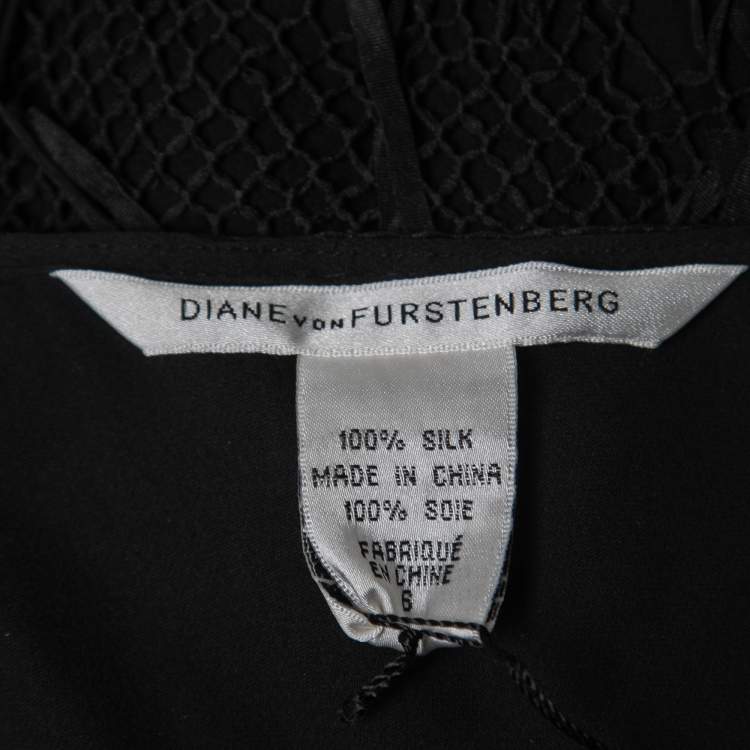 DIANE VON FURSTENBERG
100% SILK
MADE IN CHINA
100% SOIE
FABRIQUÉ
EN CHINE
6